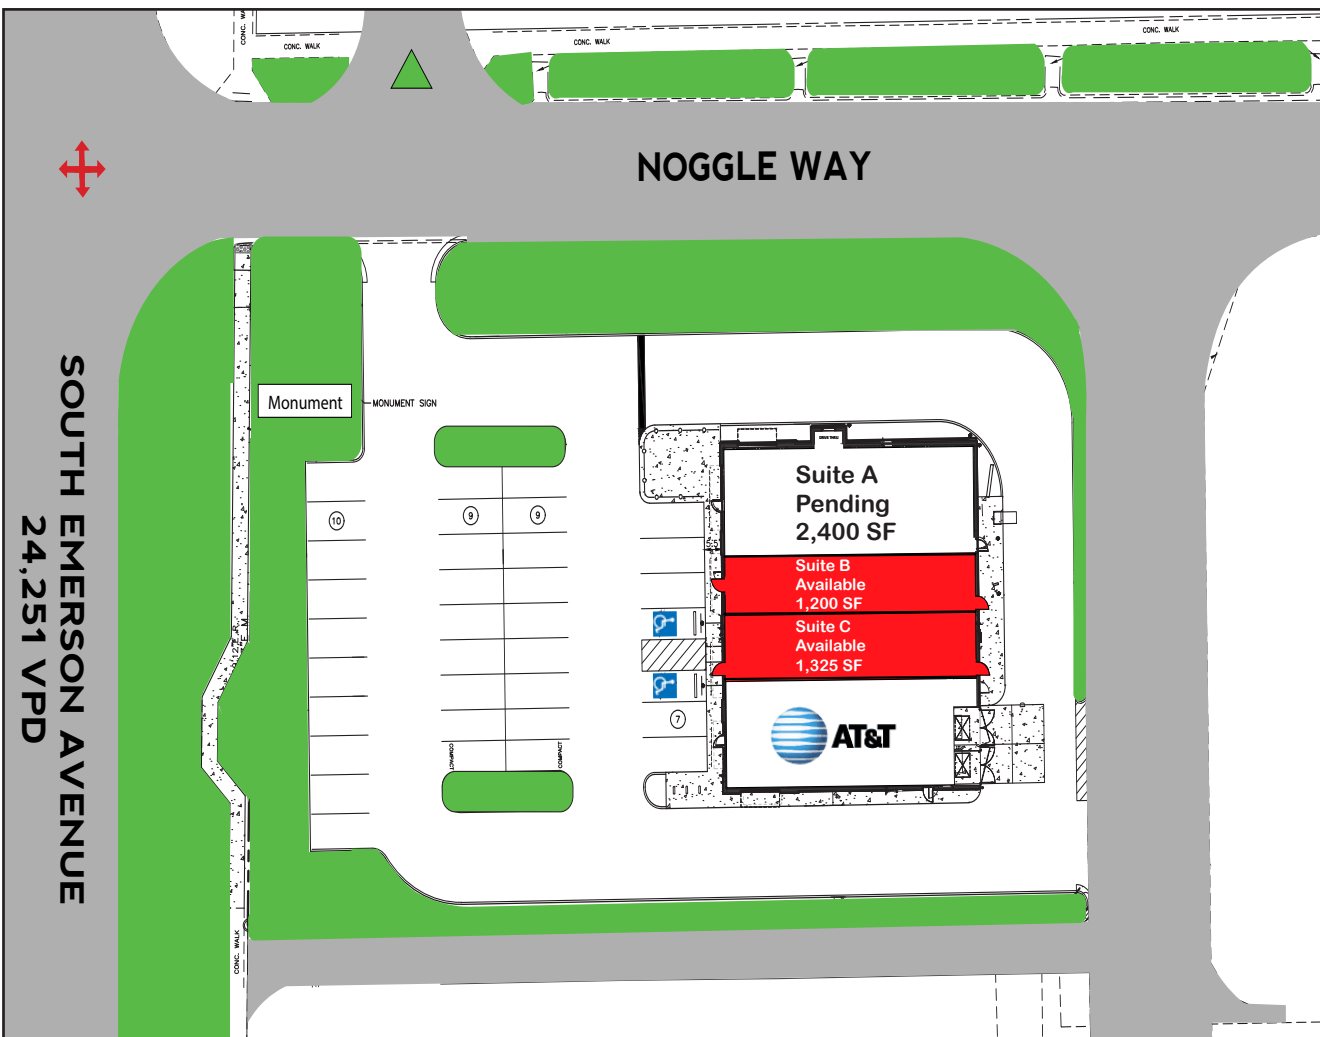 CONC. WALK
CONC. WALK
CONC. WALK
NOGGLE WAY
SOUTH EMERSON AVENUE
24,251 VPD
Monument
MONUMENT SIGN
DRIVE THRU
Suite A
Pending
2,400 SF
10
9
9
Suite B
Available
1,200 SF
Suite C
Available
1,325 SF
7
AT&T
COMPACT
COMPACT
CONC. WALK